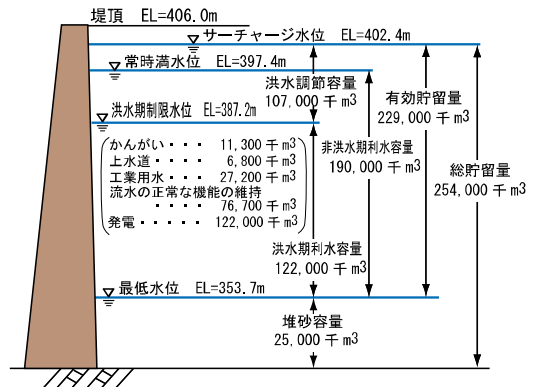 堤頂 EL=406.0m
サーチャージ水位 EL=402.4m
常時満水位 EL=397.4m
洪水調節容量
107,000 千 m3
有効貯留量
229,000 千 m3
洪水期制限水位 EL=387.2m
非洪水期利水容量
190,000 千 m3
総貯留量
254,000 千 m3
かんがい・・・ 11,300 千 m3
上水道・・・ 6,800 千 m3
工業用水・・・ 27,200 千 m3
流水の正常な機能の維持
・・・・ 76,700 千 m3
発電・・・・・ 122,000 千 m3
洪水期利水容量
122,000 千 m3
最低水位 EL=353.7m
堆砂容量
25,000 千 m3